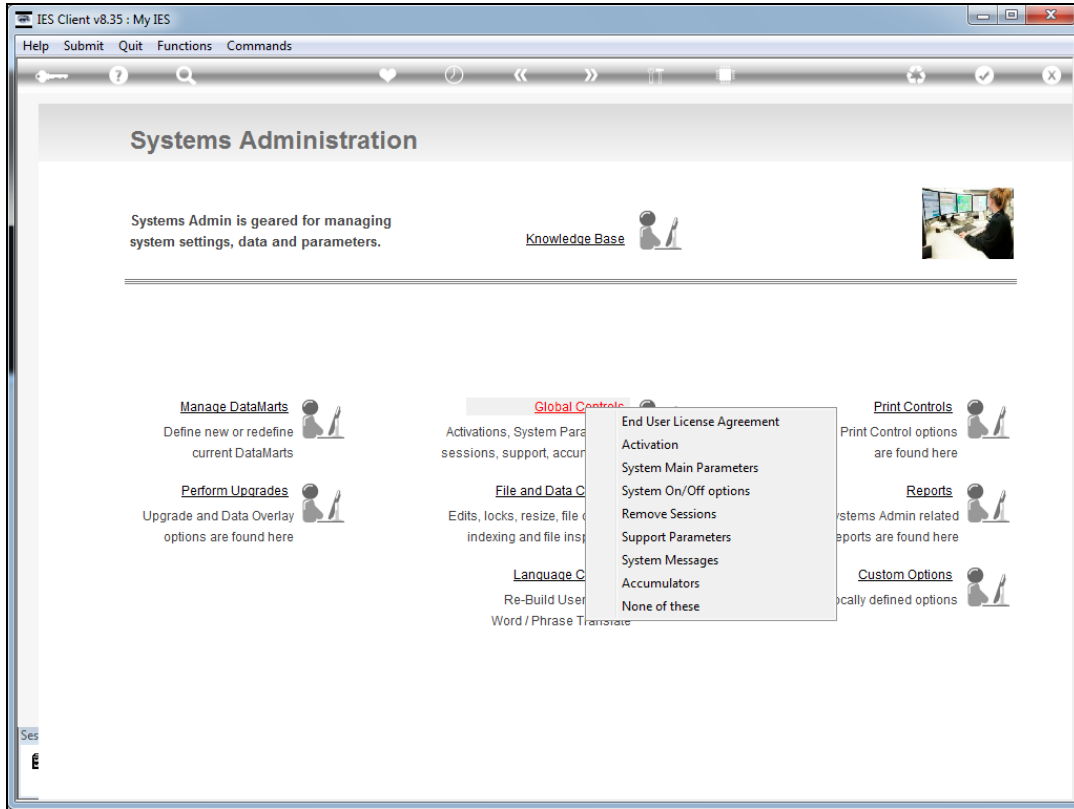 IES Client v8.35 : My IES
Help Submit Quit Functions Commands
Systems Administration
Systems Admin is geared for managing
system settings, data and parameters.
Knowledge Base
Manage DataMarts
Define new or redefine
current DataMarts
Perform Upgrades
Upgrade and Data Overlay
options are found here
Global Controls
Activations, System Para
sessions, support, accu
File and Data C
Edits, locks, resize, file
indexing and file insp
Language C
Re-Build User
Word / Phrase Translate
End User License Agreement
Activation
System Main Parameters
System On/Off options
Remove Sessions
Support Parameters
System Messages
Accumulators
None of these
Print Controls
Print Control options
are found here
Reports
stems Admin related
eports are found here
Custom Options
ocally defined options
Ses